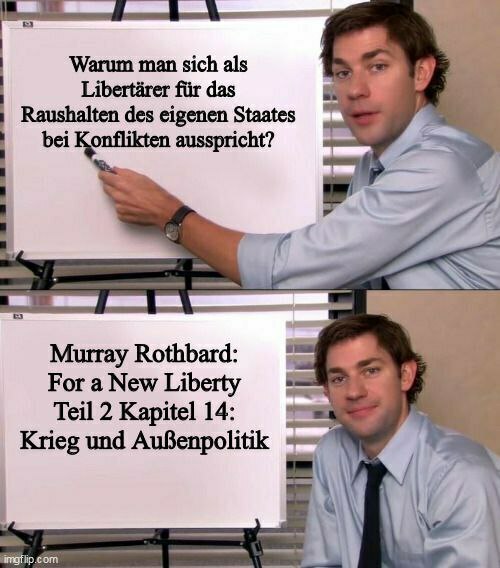 Warum man sich als
Libertärer für das
Raushalten des eigenen Staates
bei Konflikten ausspricht?
Murray Rothbard:
For a New Liberty
Teil 2 Kapitel 14:
Krieg und Außenpolitik
imgflip.com